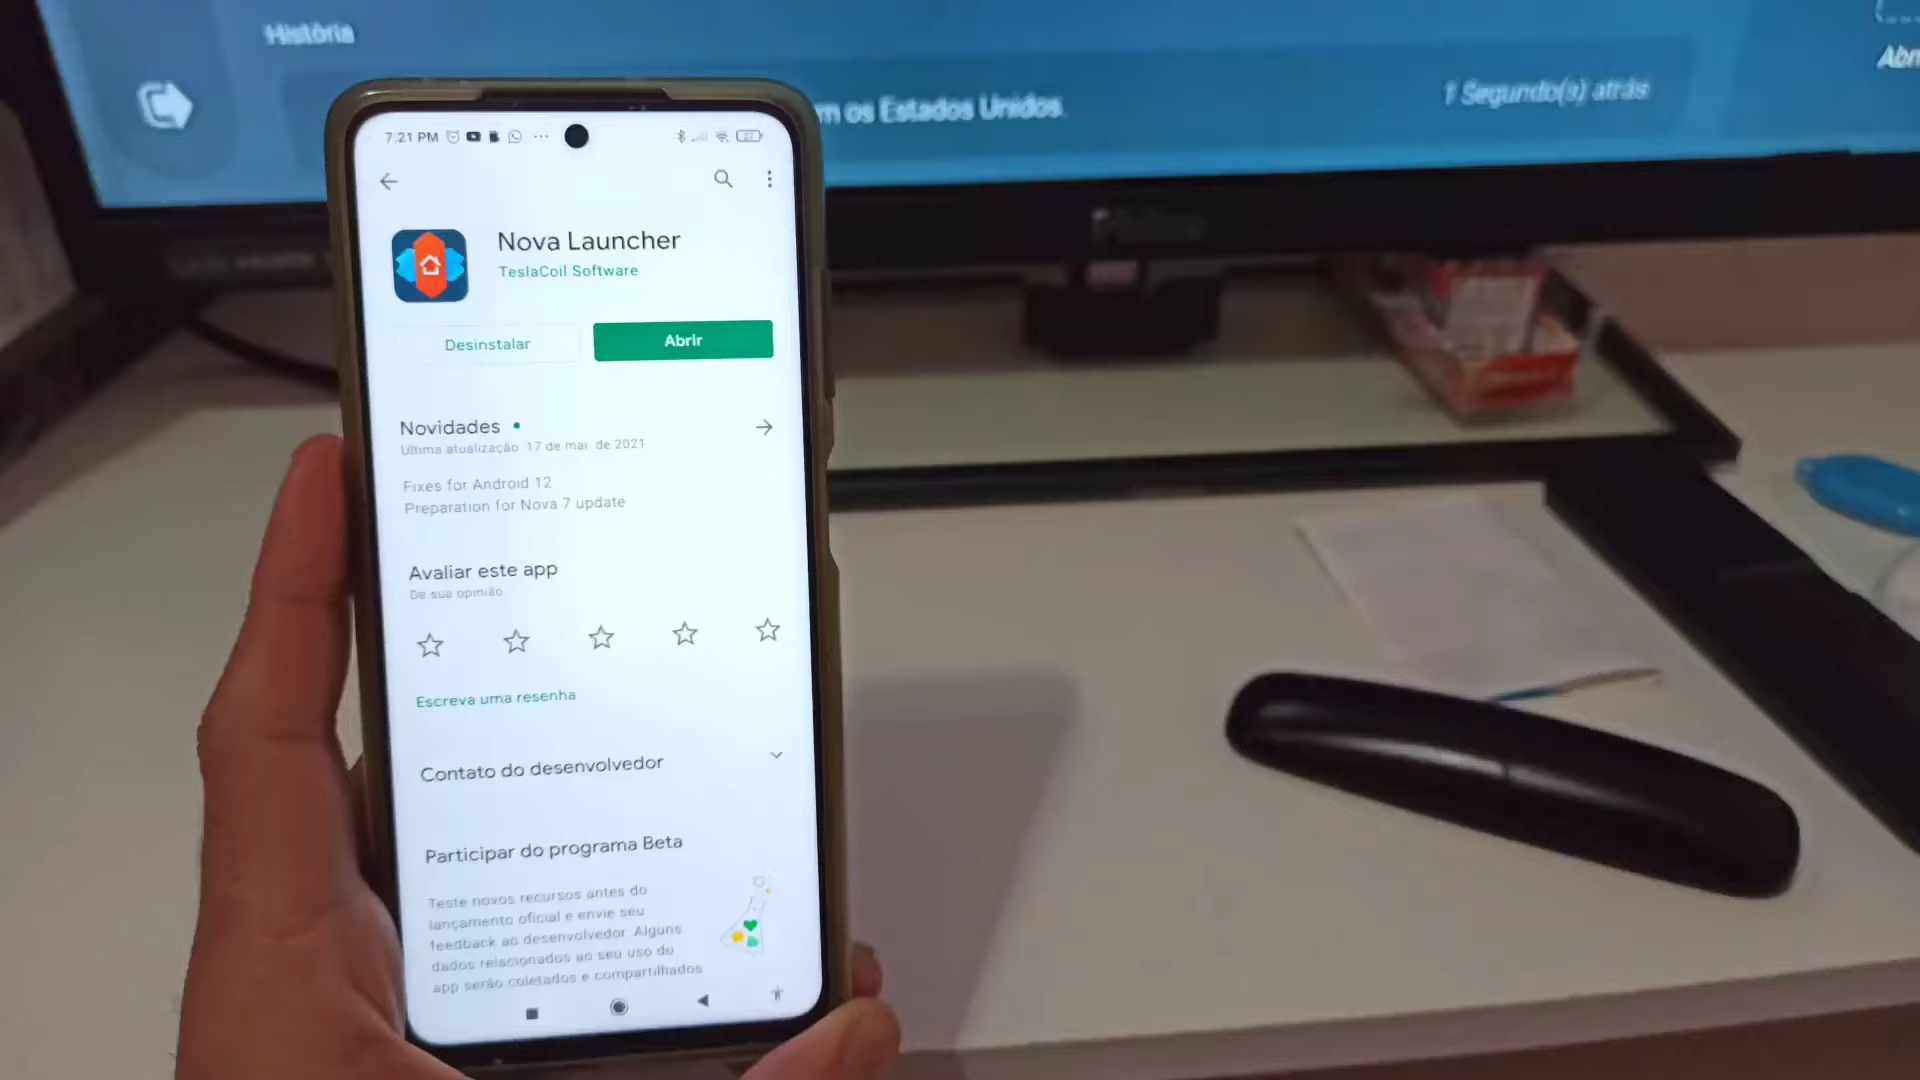 História
m os Estados Unidos.
1 Segundo(s) atrás
Abr
7:21 PM
27
Nova Launcher
TeslaCoil Software
Desinstalar
Abrir
Novidades
Última atualização 17 de mai. de 2021
Fixes for Android 12
Preparation for Nova 7 update
Avaliar este app
Dê sua opinião
Escreva uma resenha
Contato do desenvolvedor
Participar do programa Beta
Teste novos recursos antes do
lançamento oficial e envie seu
feedback ao desenvolvedor. Alguns
dados relacionados ao seu uso do
app serão coletados e compartilhados